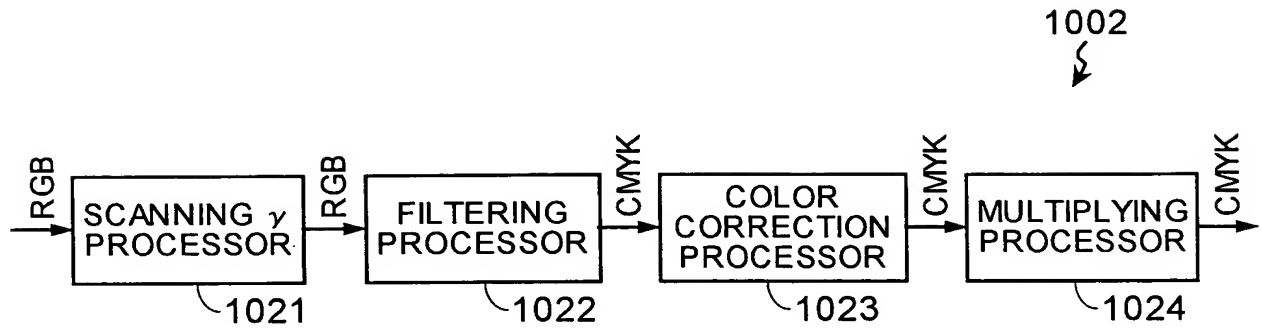 1002
RGB
SCANNING γ
PROCESSOR
1021
RGB
FILTERING
PROCESSOR
1022
CMYK
COLOR
CORRECTION
PROCESSOR
1023
CMYK
MULTIPLYING
PROCESSOR
1024
CMYK